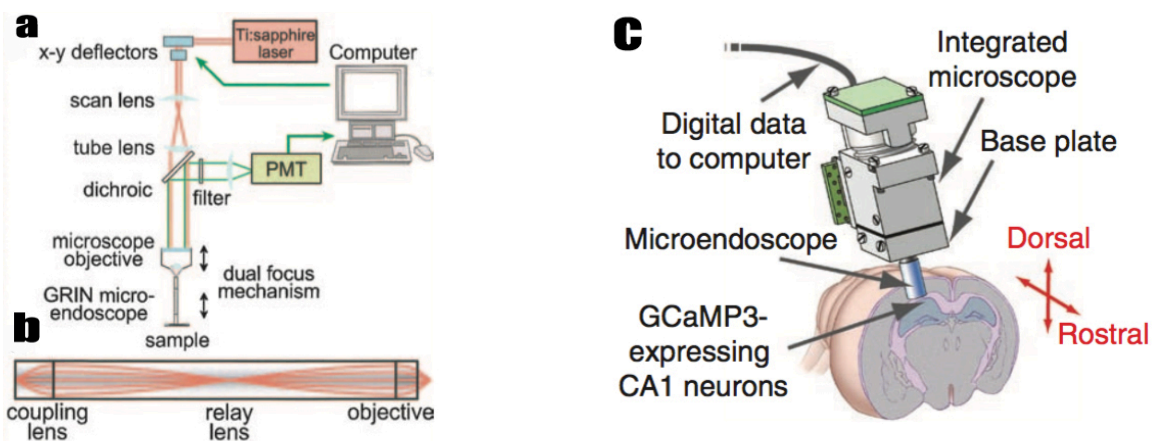 a
Ti:sapphire
laser
x-y deflectors
Computer
scan lens
tube lens
PMT
dichroic
filter
microscope
objective
dual focus
mechanism
GRIN micro-
endoscope
sample
b
coupling
lens
relay
lens
objective
c
Integrated
microscope
Digital data
to computer
Base plate
Microendoscope
Dorsal
GCaMP3-
expressing
CA1 neurons
Rostral